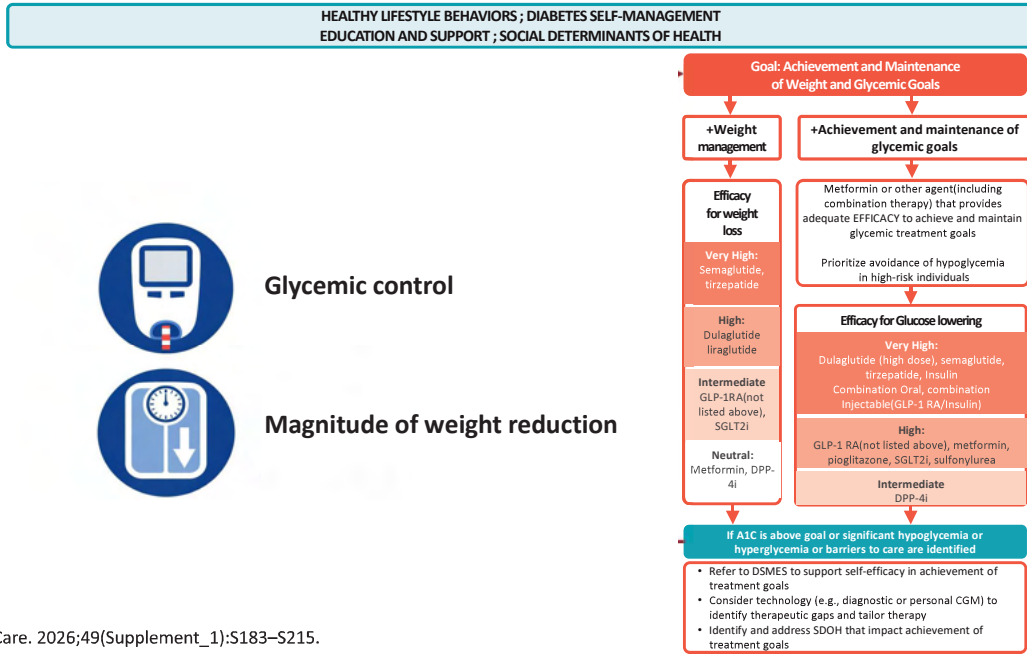 HEALTHY LIFESTYLE BEHAVIORS ; DIABETES SELF-MANAGEMENT
EDUCATION AND SUPPORT ; SOCIAL DETERMINANTS OF HEALTH
Glycemic control
Magnitude of weight reduction
Goal: Achievement and Maintenance
of Weight and Glycemic Goals
+Weight
management
Efficacy
for weight
loss
Very High:
Semaglutide,
tirzepatide
High:
Dulaglutide
liraglutide
Intermediate
GLP-1RA(not
listed above),
SGLT2i
Neutral:
Metformin, DPP-
4i
+Achievement and maintenance of
glycemic goals
Metformin or other agent(including
combination therapy) that provides
adequate EFFICACY to achieve and maintain
glycemic treatment goals
Prioritize avoidance of hypoglycemia
in high-risk individuals
Efficacy for Glucose lowering
Very High:
Dulaglutide (high dose), semaglutide,
tirzepatide, Insulin
Combination Oral, combination
Injectable(GLP-1 RA/Insulin)
High:
GLP-1 RA(not listed above), metformin,
pioglitazone, SGLT2i, sulfonylurea
Intermediate
DPP-4i
If A1C is above goal or significant hypoglycemia or
hyperglycemia or barriers to care are identified
• Refer to DSMES to support self-efficacy in achievement of
treatment goals
• Consider technology (e.g., diagnostic or personal CGM) to
identify therapeutic gaps and tailor therapy
• Identify and address SDOH that impact achievement of
treatment goals
Care. 2026;49(Supplement_1):S183–S215.